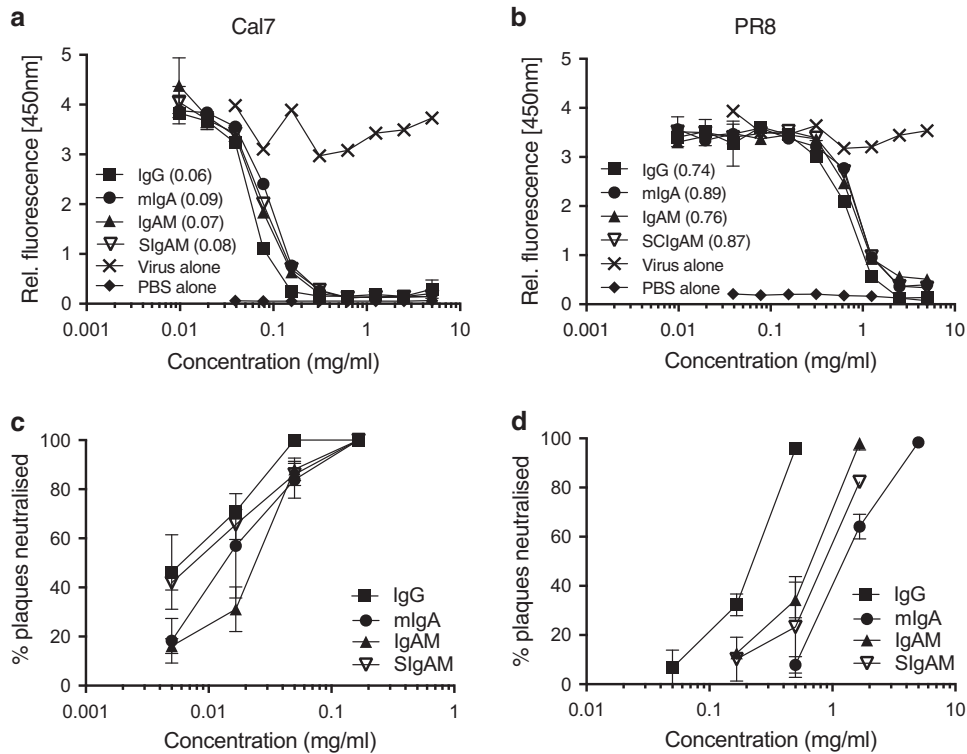 a
Cal7
5
4
3
2
1
0
Rel. fluorescence [450nm]
IgG (0.06)
mIgA (0.09)
IgAM (0.07)
SIgAM (0.08)
Virus alone
PBS alone
0.001
0.01
0.1
1
10
Concentration (mg/ml)
b
PR8
5
4
3
2
1
0
Rel. fluorescence [450nm]
IgG (0.74)
mIgA (0.89)
IgAM (0.76)
SCIgAM (0.87)
Virus alone
PBS alone
0.001
0.01
0.1
1
10
Concentration (mg/ml)
c
100
80
60
40
20
0
% plaques neutralised
IgG
mIgA
IgAM
SIgAM
0.001
0.01
0.1
1
Concentration (mg/ml)
d
100
80
60
40
20
0
% plaques neutralised
IgG
mIgA
IgAM
SIgAM
0.01
0.1
1
10
Concentration (mg/ml)